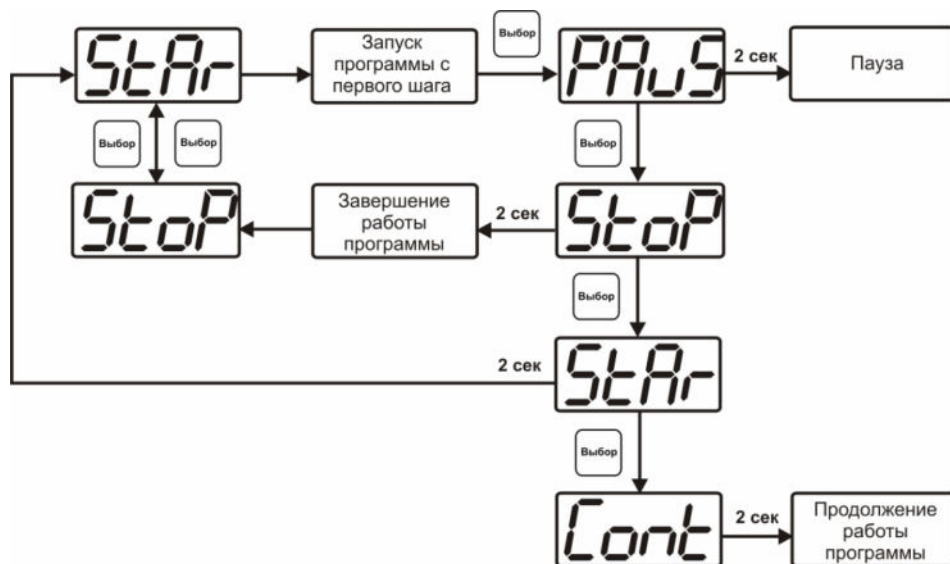 StAr
Запуск
программы с
первого шага
Выбор
PAuS
2 сек
Пауза
Выбор
Выбор
Выбор
StoP
Завершение
работы
программы
2 сек
StoP
Выбор
2 сек
StAr
Выбор
Cont
2 сек
Продолжение
работы
программы